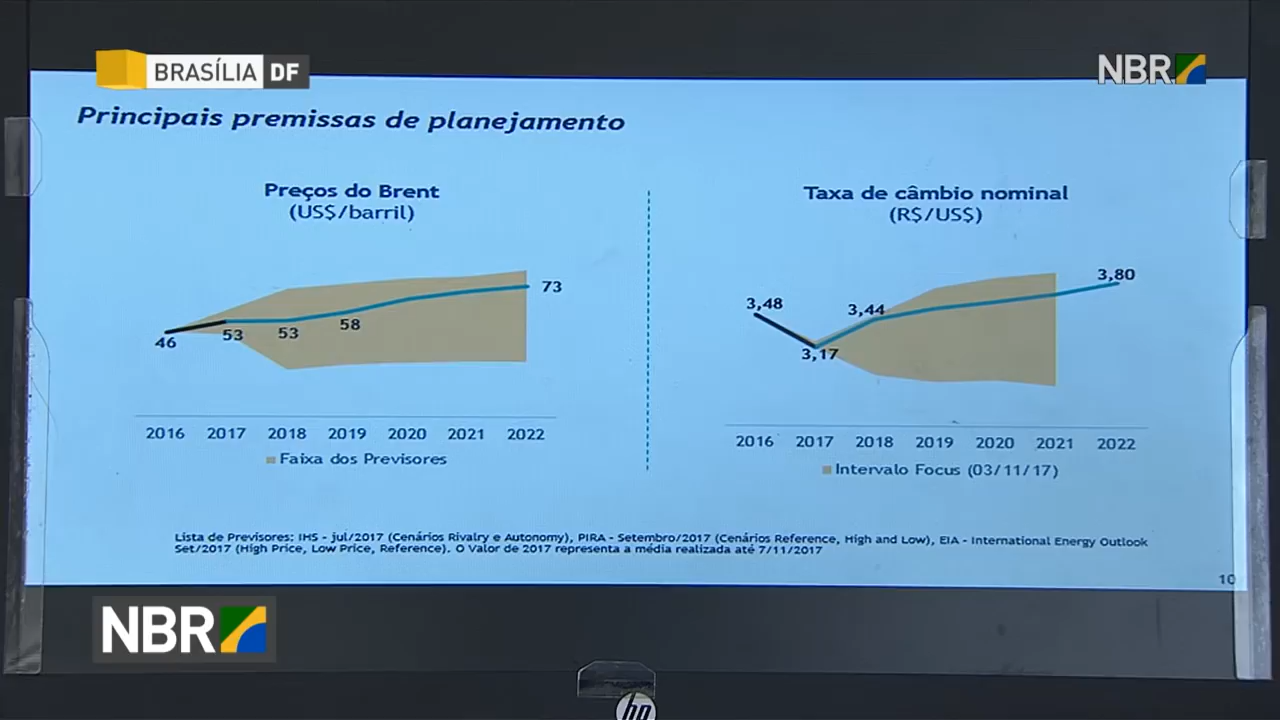 BRASÍLIA DF
NBR
Principais premissas de planejamento
Preços do Brent
(US$/barril)
73
58
53
53
46
2016 2017 2018 2019 2020 2021 2022
Faixa dos Previsores
Taxa de câmbio nominal
(R$/US$)
3,80
3,48
3,44
3,17
2016 2017 2018 2019 2020 2021 2022
Intervalo Focus (03/11/17)
Lista de Previsores: IHS - jul/2017 (Cenários Rivalry e Autonomy), PIRA - Setembro/2017 (Cenários Reference, High and Low), EIA - International Energy Outlook
Set/2017 (High Price, Low Price, Reference). O Valor de 2017 representa a média realizada até 7/11/2017
10
NBR
hp